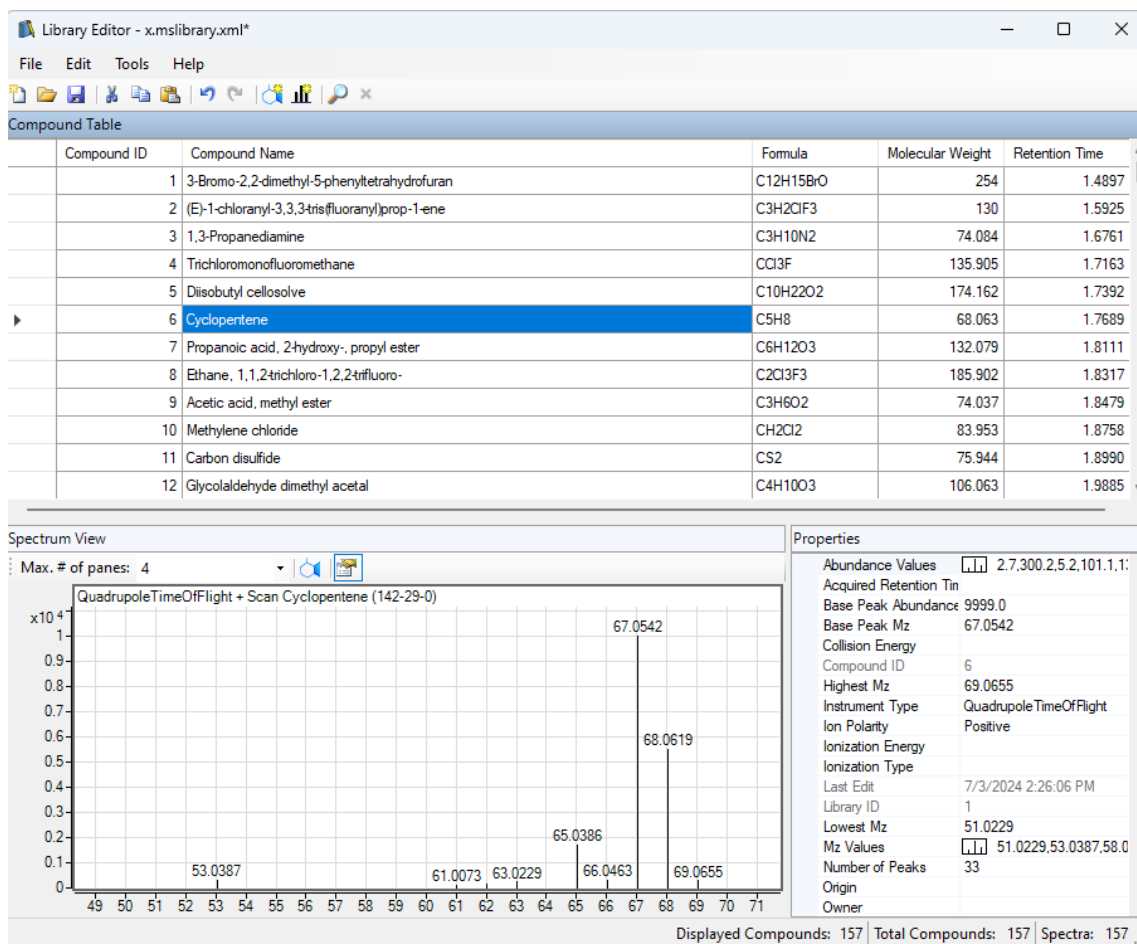 Library Editor - x.mslibrary.xml*
File Edit Tools Help
Compound Table
Compound ID Compound Name Formula Molecular Weight Retention Time
1 3-Bromo-2,2-dimethyl-5-phenyltetrahydrofuran C12H15BrO 254 1.4897
2 (E)-1-chloranyl-3,3,3-tris(fluoranyl)prop-1-ene C3H2ClF3 130 1.5925
3 1,3-Propanediamine C3H10N2 74.084 1.6761
4 Trichloromonofluoromethane CCl3F 135.905 1.7163
5 Diisobutyl cellosolve C10H22O2 174.162 1.7392
6 Cyclopentene C5H8 68.063 1.7689
7 Propanoic acid, 2-hydroxy-, propyl ester C6H12O3 132.079 1.8111
8 Ethane, 1,1,2-trichloro-1,2,2-trifluoro- C2Cl3F3 185.902 1.8317
9 Acetic acid, methyl ester C3H6O2 74.037 1.8479
10 Methylene chloride CH2Cl2 83.953 1.8758
11 Carbon disulfide CS2 75.944 1.8990
12 Glycolaldehyde dimethyl acetal C4H10O3 106.063 1.9885
Spectrum View
Max. # of panes: 4
QuadrupoleTimeOfFlight + Scan Cyclopentene (142-29-0)
x10 4
1
0.9
0.8
0.7
0.6
0.5
0.4
0.3
0.2
0.1
0
67.0542
68.0619
65.0386
53.0387 61.0073 63.0229 66.0463 69.0655
49 50 51 52 53 54 55 56 57 58 59 60 61 62 63 64 65 66 67 68 69 70 71
Properties
Abundance Values 2.7,300.2,5.2,101.1,1
Acquired Retention Tim
Base Peak Abundance 9999.0
Base Peak Mz 67.0542
Collision Energy
Compound ID 6
Highest Mz 69.0655
Instrument Type QuadrupoleTimeOfFlight
Ion Polarity Positive
Ionization Energy
Ionization Type
Last Edit 7/3/2024 2:26:06 PM
Library ID 1
Lowest Mz 51.0229
Mz Values 51.0229,53.0387,58.0
Number of Peaks 33
Origin
Owner
Displayed Compounds: 157 Total Compounds: 157 Spectra: 157